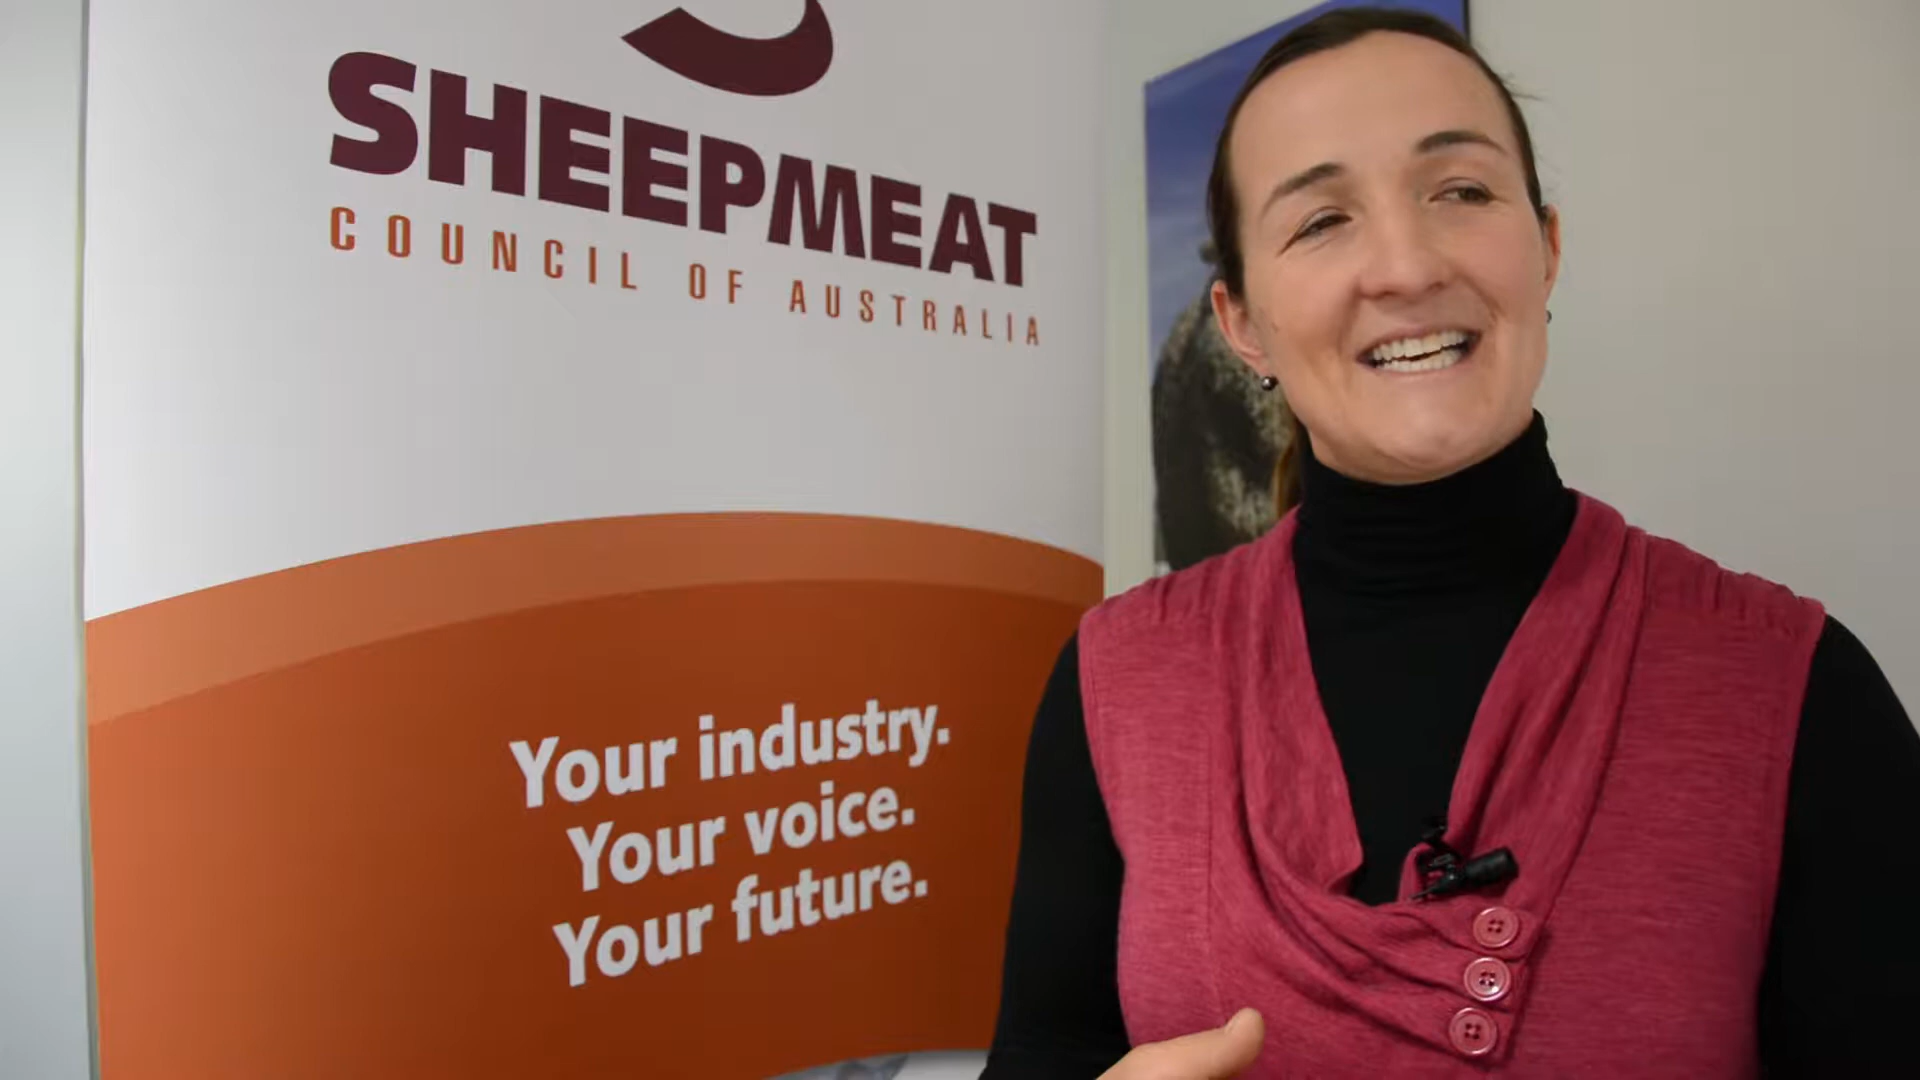 SHEEPMEAT
COUNCIL OF AUSTRALIA
Your industry.
Your voice.
Your future.